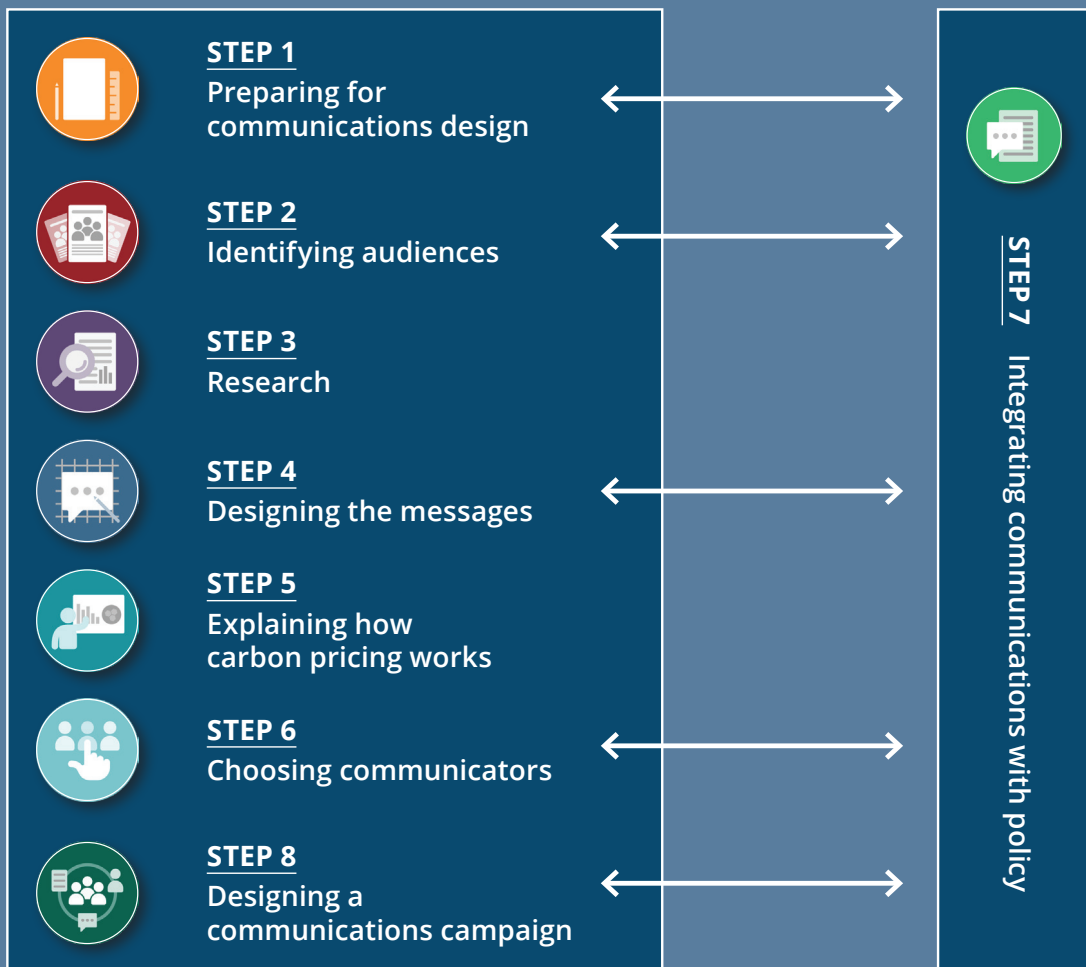 STEP 1
Preparing for
communications design
STEP 2
Identifying audiences
STEP 3
Research
STEP 4
Designing the messages
STEP 5
Explaining how
carbon pricing works
STEP 6
Choosing communicators
STEP 8
Designing a
communications campaign
STEP 7 Integrating communications with policy